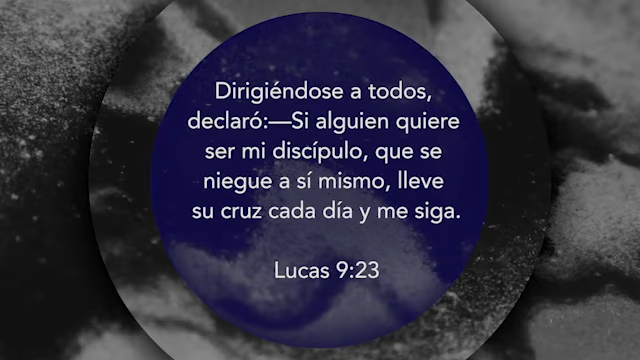 Dirigiéndose a todos,
declaró:—Si alguien quiere
ser mi discípulo, que se
niegue a sí mismo, lleve
su cruz cada día y me siga.
Lucas 9:23